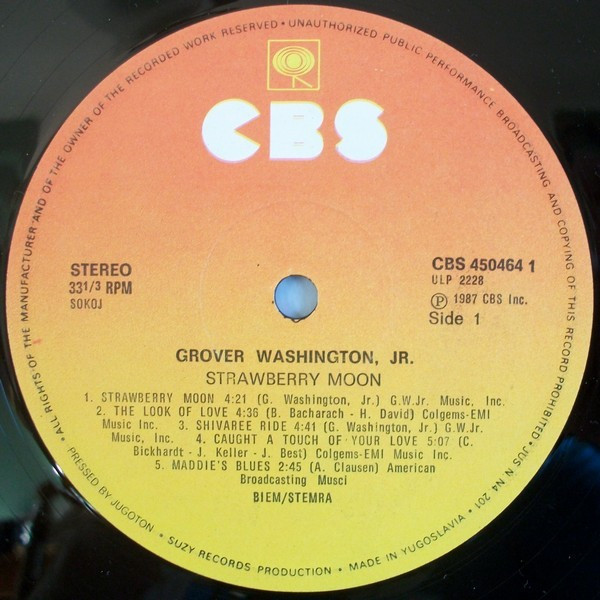 • ALL RIGHTS OF THE MANUFACTURER AND OF THE OWNER OF THE RECORDED WORK RESERVED • UNAUTHORIZED PUBLIC PERFORMANCE BROADCASTING AND COPYING OF THIS RECORD PROHIBITED • JUS N N4 201 •
CBS
STEREO
33 1/3 RPM
SOKOJ
CBS 450464 1
ULP 2228
Ⓟ 1987 CBS Inc.
Side 1
GROVER WASHINGTON, JR.
STRAWBERRY MOON
1. STRAWBERRY MOON 4:21 (G. Washington, Jr.) G.W.Jr. Music, Inc.
2. THE LOOK OF LOVE 4:36 (B. Bacharach - H. David) Colgems-EMI
Music Inc. 3. SHIVAREE RIDE 4:41 (G. Washington, Jr.) G.W.Jr.
Music, Inc. 4. CAUGHT A TOUCH OF YOUR LOVE 5:07 (C.
Bickhardt - J. Keller - J. Best) Colgems-EMI Music Inc.
5. MADDIE'S BLUES 2:45 (A. Clausen) American
Broadcasting Musci
BIEM/STEMRA
PRESSED BY JUGOTON • SUZY RECORDS PRODUCTION • MADE IN YUGOSLAVIA •